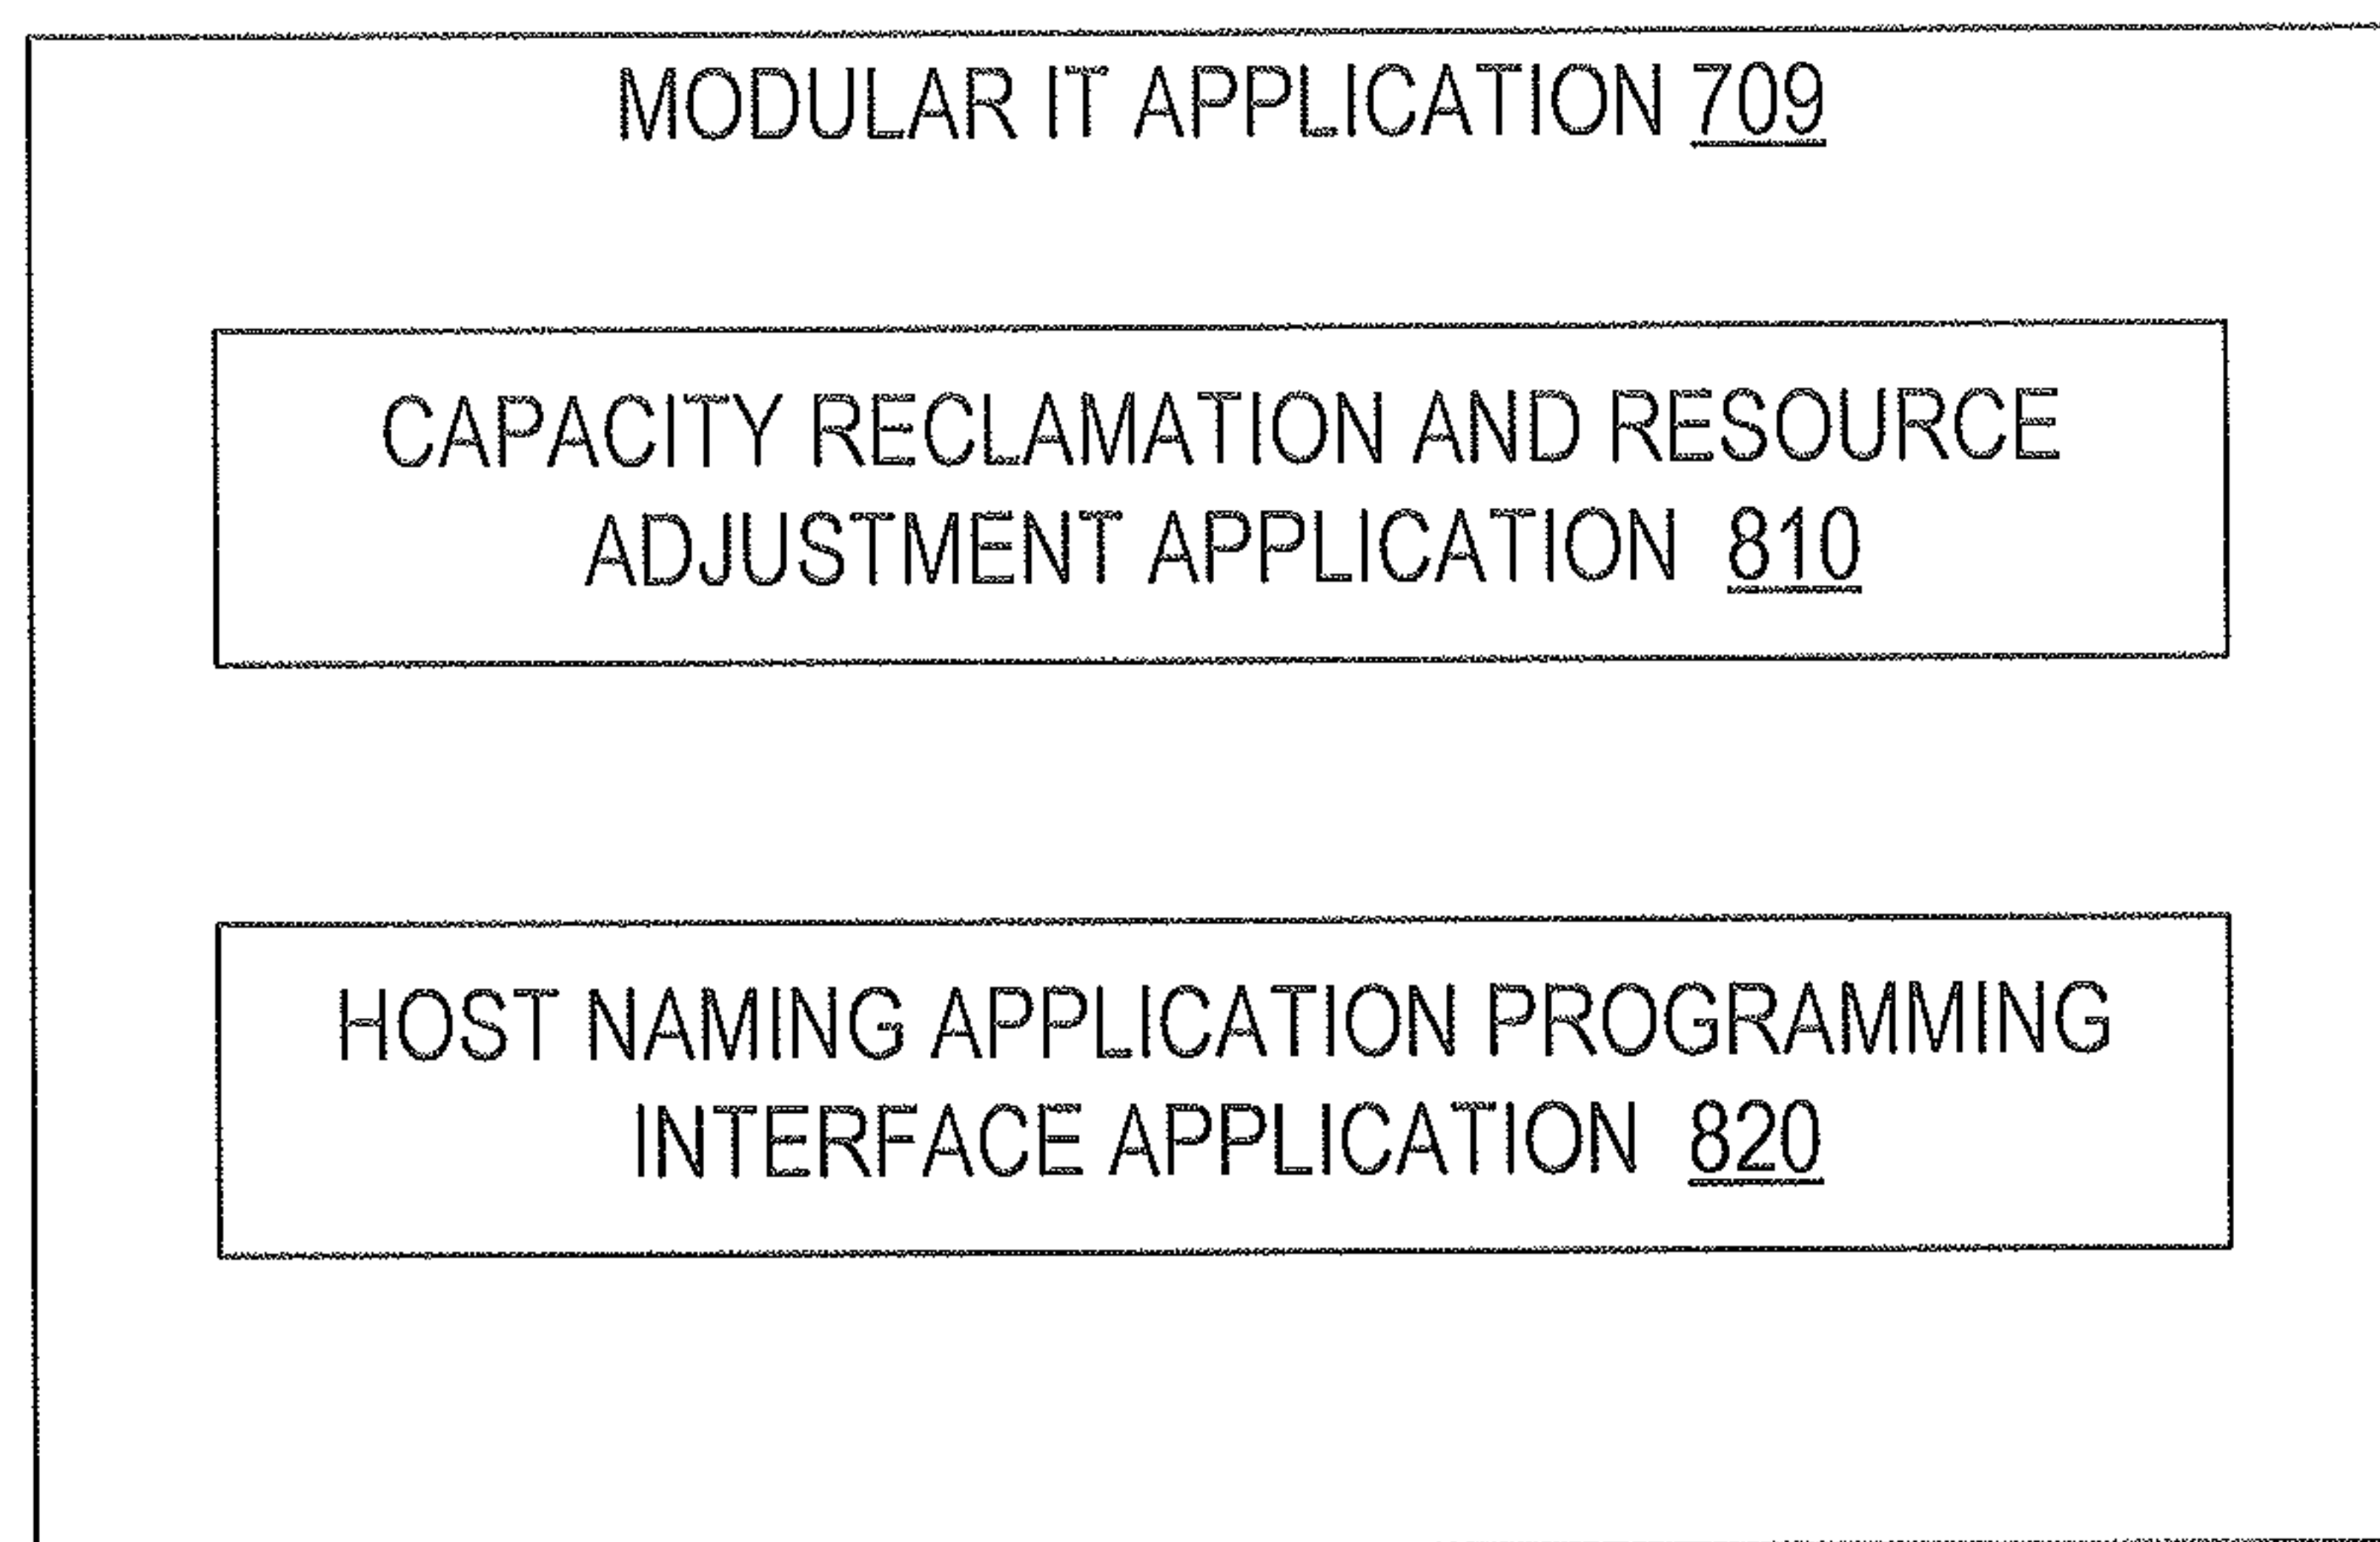 MODULAR IT APPLICATION 709
CAPACITY RECLAMATION AND RESOURCE
ADJUSTMENT APPLICATION 810
HOST NAMING APPLICATION PROGRAMMING
INTERFACE APPLICATION 820